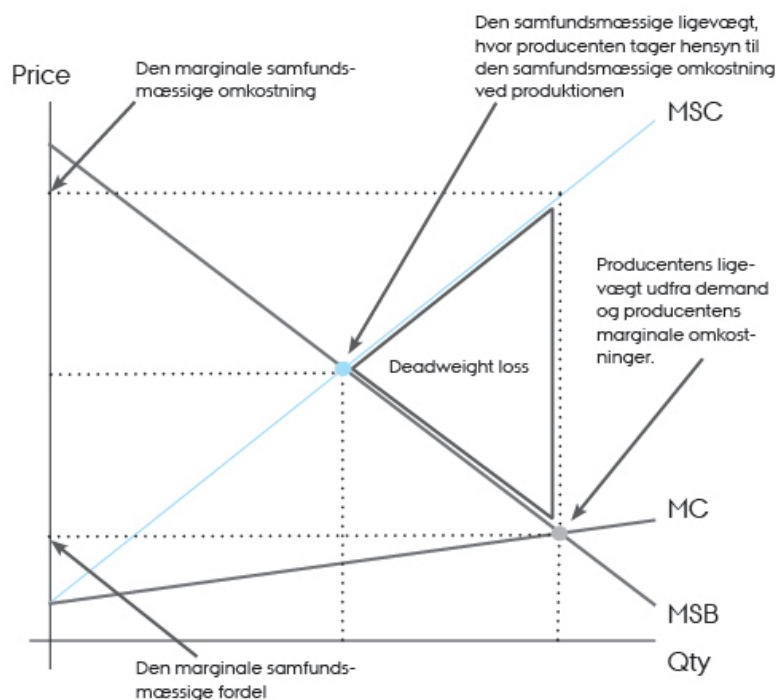 Den samfundsmæssige ligevægt,
hvor producenten tager hensyn til
den samfundsmæssige omkostning
ved produktionen
Price
Den marginale samfunds-
mæssige omkostning
MSC
Producentens lige-
vægt udfra demand
og producentens
marginale omkost-
ninger.
Deadweight loss
MC
MSB
Qty
Den marginale samfunds-
mæssige fordel